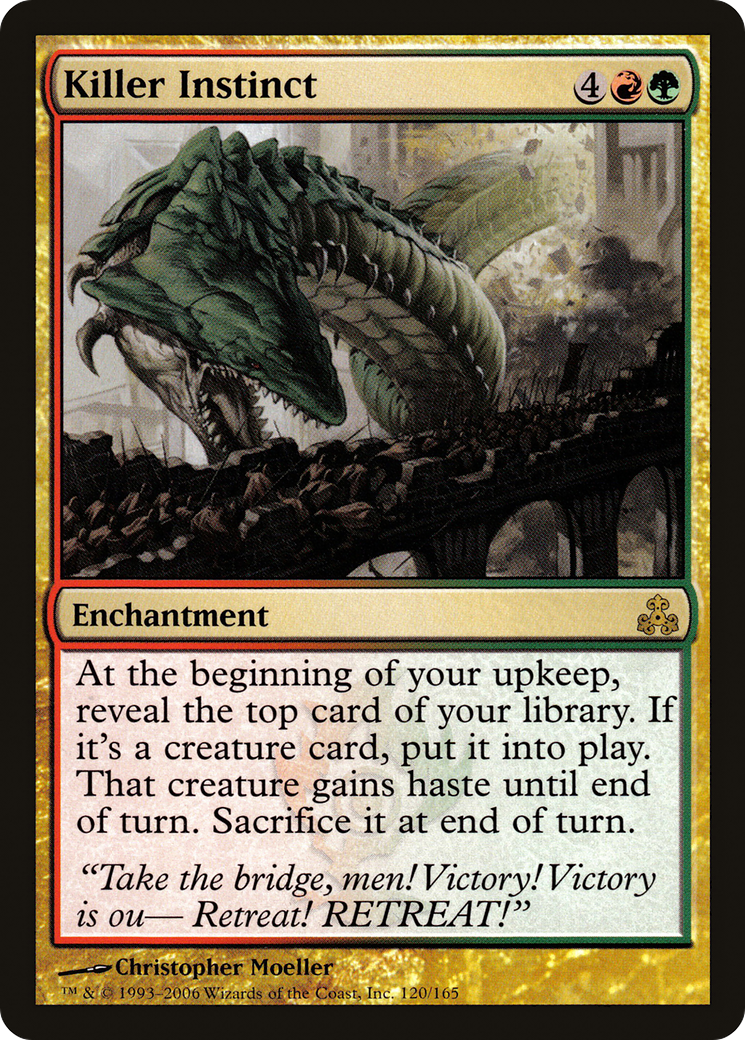 Killer Instinct 4
Enchantment
At the beginning of your upkeep,
reveal the top card of your library. If
it's a creature card, put it into play.
That creature gains haste until end
of turn. Sacrifice it at end of turn.
“Take the bridge, men! Victory! Victory
is ou— Retreat! RETREAT!”
Christopher Moeller
™ & © 1993–2006 Wizards of the Coast, Inc. 120/165